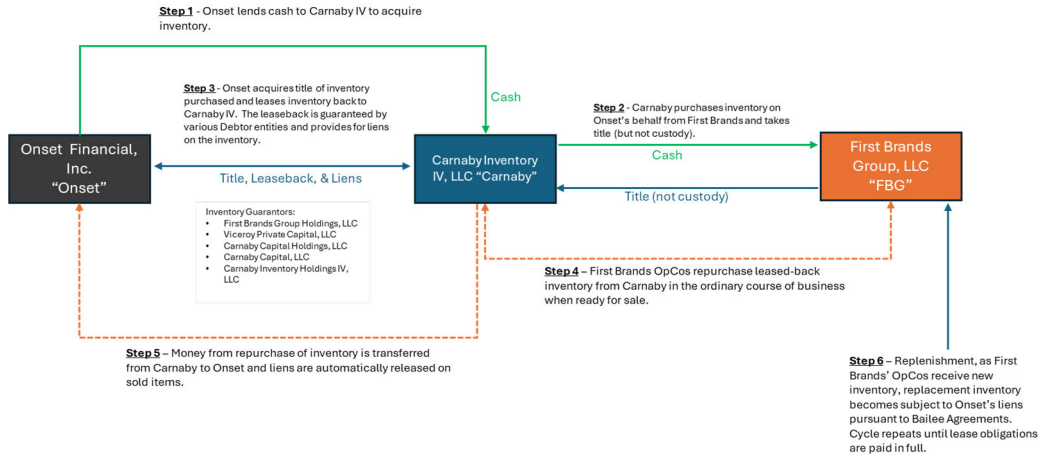 Step 1 - Onset lends cash to Carnaby IV to acquire
inventory.
Step 3 - Onset acquires title of inventory
purchased and leases inventory back to
Carnaby IV. The leaseback is guaranteed by
various Debtor entities and provides for liens
on the inventory.
Cash
Step 2 – Carnaby purchases inventory on
Onset's behalf from First Brands and takes
title (but not custody).
Onset Financial,
Inc.
“Onset”
Title, Leaseback, & Liens
Carnaby Inventory
IV, LLC “Carnaby”
Cash
Title (not custody)
First Brands
Group, LLC
“FBG”
Inventory Guarantors:
• First Brands Group Holdings, LLC
• Viceroy Private Capital, LLC
• Carnaby Capital Holdings, LLC
• Carnaby Capital, LLC
• Carnaby Inventory Holdings IV,
LLC
Step 4 – First Brands OpCos repurchase leased-back
inventory from Carnaby in the ordinary course of business
when ready for sale.
Step 5 – Money from repurchase of inventory is transferred
from Carnaby to Onset and liens are automatically released on
sold items.
Step 6 – Replenishment, as First
Brands’ OpCos receive new
inventory, replacement inventory
becomes subject to Onset’s liens
pursuant to Bailee Agreements.
Cycle repeats until lease obligations
are paid in full.